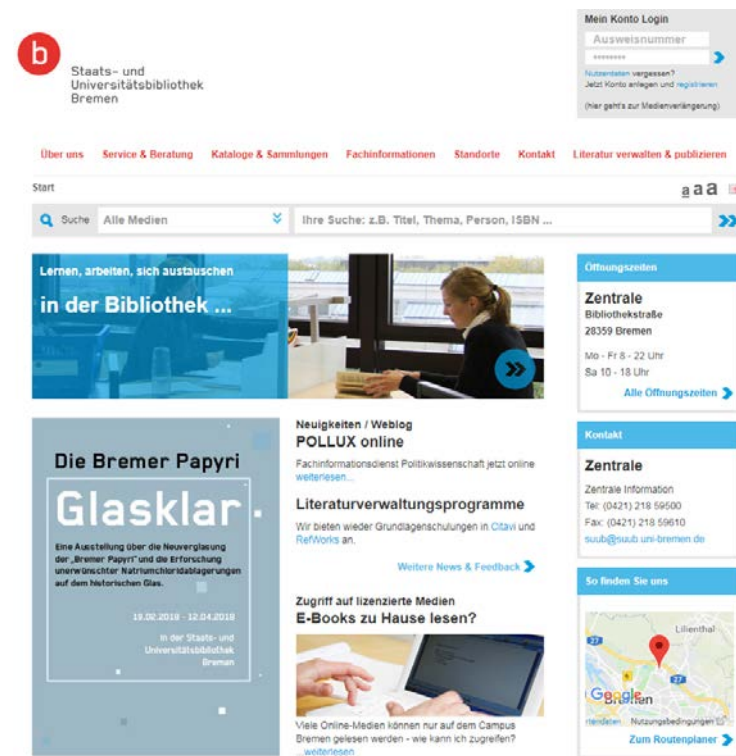 Mein Konto Login
Ausweisnummer
********
Nutzerdaten vergessen?
Jetzt Konto anlegen und registrieren
(hier geht's zur Medienverlängerung)
b
Staats- und
Universitätsbibliothek
Bremen
Über uns Service & Beratung Kataloge & Sammlungen Fachinformationen Standorte Kontakt Literatur verwalten & publizieren
Start
a a a
Suche Alle Medien Ihre Suche: z.B. Titel, Thema, Person, ISBN ...
Lernen, arbeiten, sich austauschen
in der Bibliothek ...
Die Bremer Papyri
Glasklar
Eine Ausstellung über die Neuverglasung
der „Bremer Papyri" und die Erforschung
unerwünschter Natriumchloridablagerungen
auf dem historischen Glas.
19.02.2018 - 12.04.2018
in der Staats- und
Universitätsbibliothek
Bremen
Neuigkeiten / Weblog
POLLUX online
Fachinformationsdienst Politikwissenschaft jetzt online
weiterlesen...
Literaturverwaltungsprogramme
Wir bieten wieder Grundlagenschulungen in Citavi und
RefWorks an.
Weitere News & Feedback
Zugriff auf lizenzierte Medien
E-Books zu Hause lesen?
Viele Online-Medien können nur auf dem Campus
Bremen gelesen werden - wie kann ich zugreifen?
...weiterlesen
Öffnungszeiten
Zentrale
Bibliothekstraße
28359 Bremen
Mo - Fr 8 - 22 Uhr
Sa 10 - 18 Uhr
Alle Öffnungszeiten
Kontakt
Zentrale
Zentrale Information
Tel: (0421) 218 59500
Fax: (0421) 218 59610
suub@suub.uni-bremen.de
So finden Sie uns
Lilienthal
27
27
Google
Bremen
rtendaten Nutzungsbedingungen
Zum Routenplaner